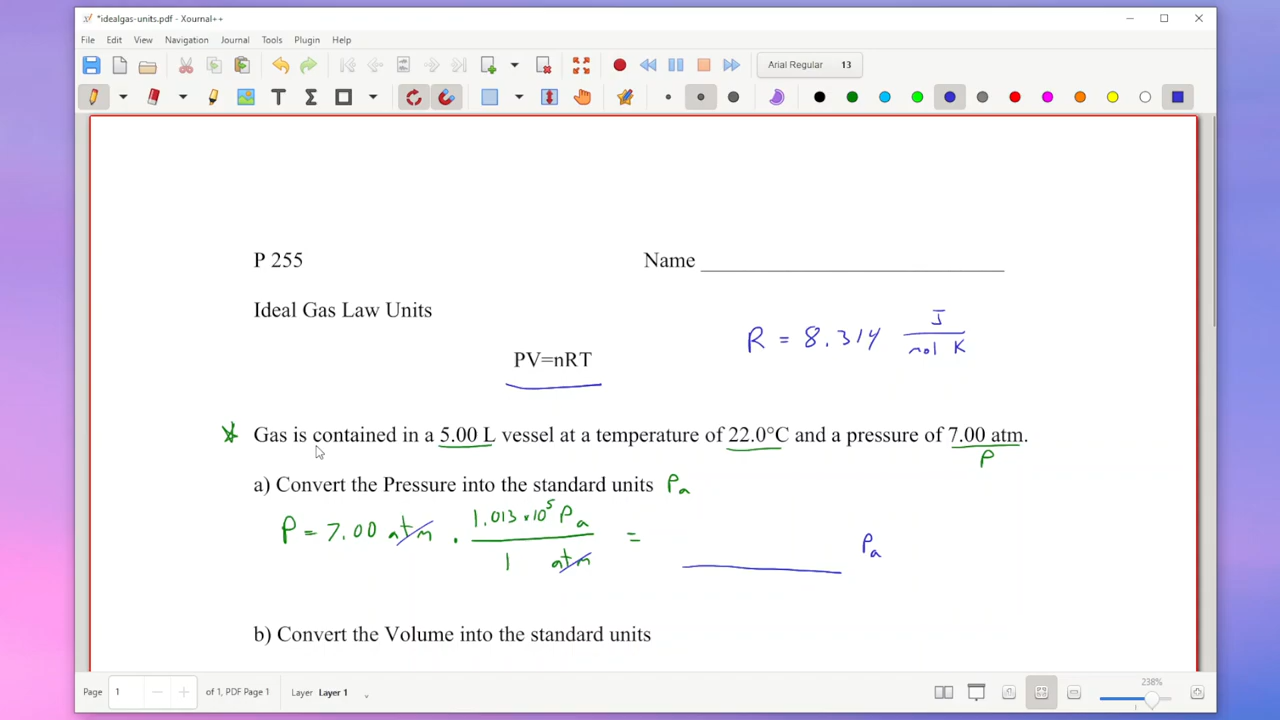 *idealgas-units.pdf - Xournal++
File Edit View Navigation Journal Tools Plugin Help
Arial Regular 13
P 255 Name
Ideal Gas Law Units
R = 8.314 J / mol K
PV=nRT
Gas is contained in a 5.00 L vessel at a temperature of 22.0°C and a pressure of 7.00 atm.
P
a) Convert the Pressure into the standard units Pa
P = 7.00 atm · 1.013×10⁵ Pa / 1 atm = Pa
b) Convert the Volume into the standard units
Page 1 of 1, PDF Page 1 Layer Layer 1 238%